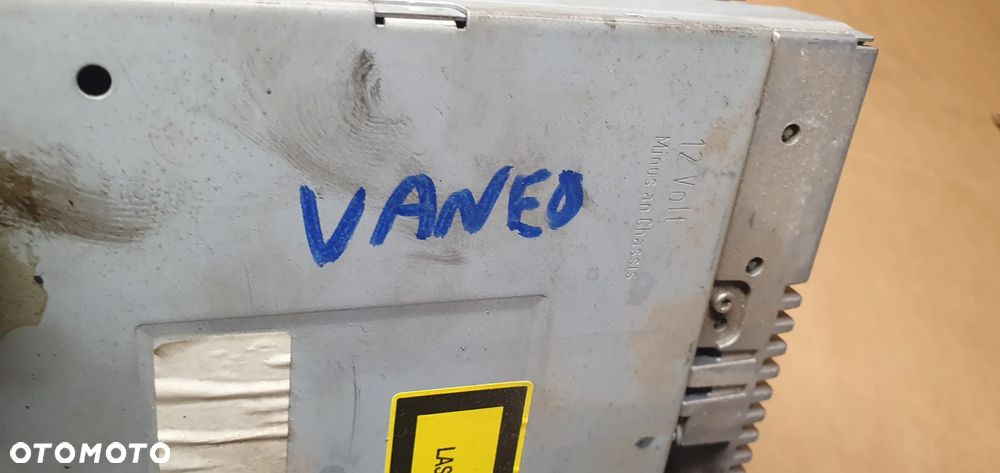 VANEO
12 Volt
Minus an Chassis
LAS
OTOMOTO